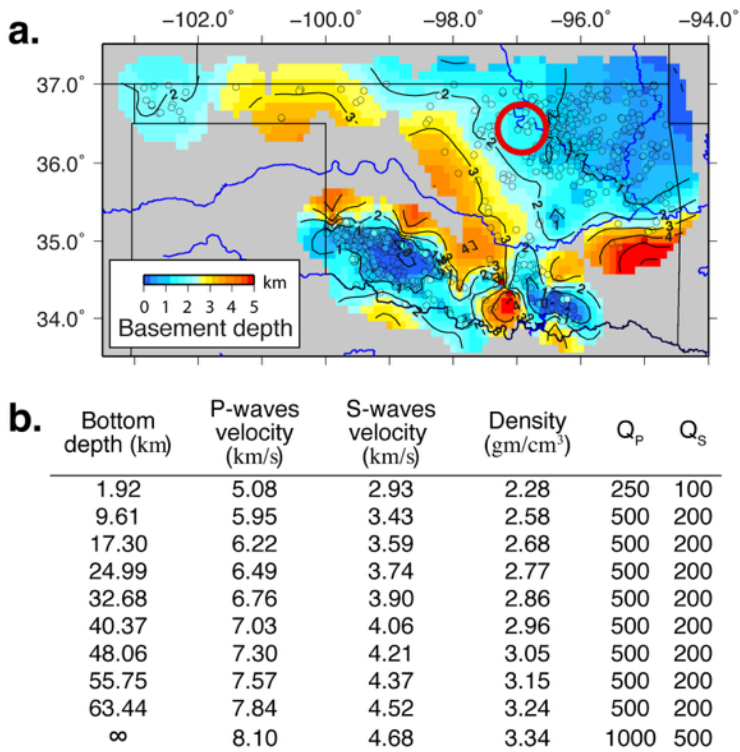 a.
−102.0° −100.0° −98.0° −96.0° −94.0°
37.0°
36.0°
35.0°
34.0°
0 1 2 3 4 5 km
Basement depth
b.
Bottom depth (km) P-waves velocity (km/s) S-waves velocity (km/s) Density (gm/cm³) Q_P Q_S
1.92 5.08 2.93 2.28 250 100
9.61 5.95 3.43 2.58 500 200
17.30 6.22 3.59 2.68 500 200
24.99 6.49 3.74 2.77 500 200
32.68 6.76 3.90 2.86 500 200
40.37 7.03 4.06 2.96 500 200
48.06 7.30 4.21 3.05 500 200
55.75 7.57 4.37 3.15 500 200
63.44 7.84 4.52 3.24 500 200
∞ 8.10 4.68 3.34 1000 500